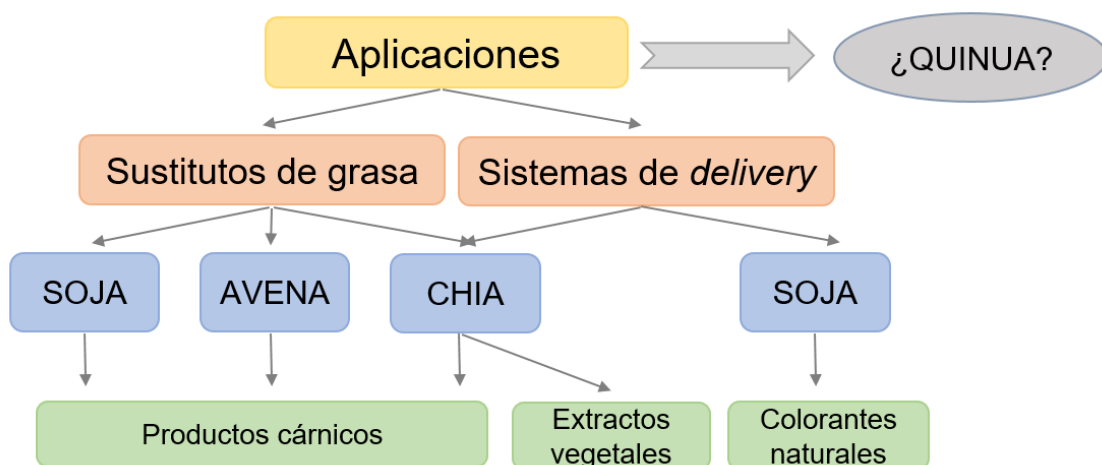 Aplicaciones
¿QUINUA?
Sustitutos de grasa
Sistemas de delivery
SOJA
AVENA
CHIA
SOJA
Productos cárnicos
Extractos
vegetales
Colorantes
naturales